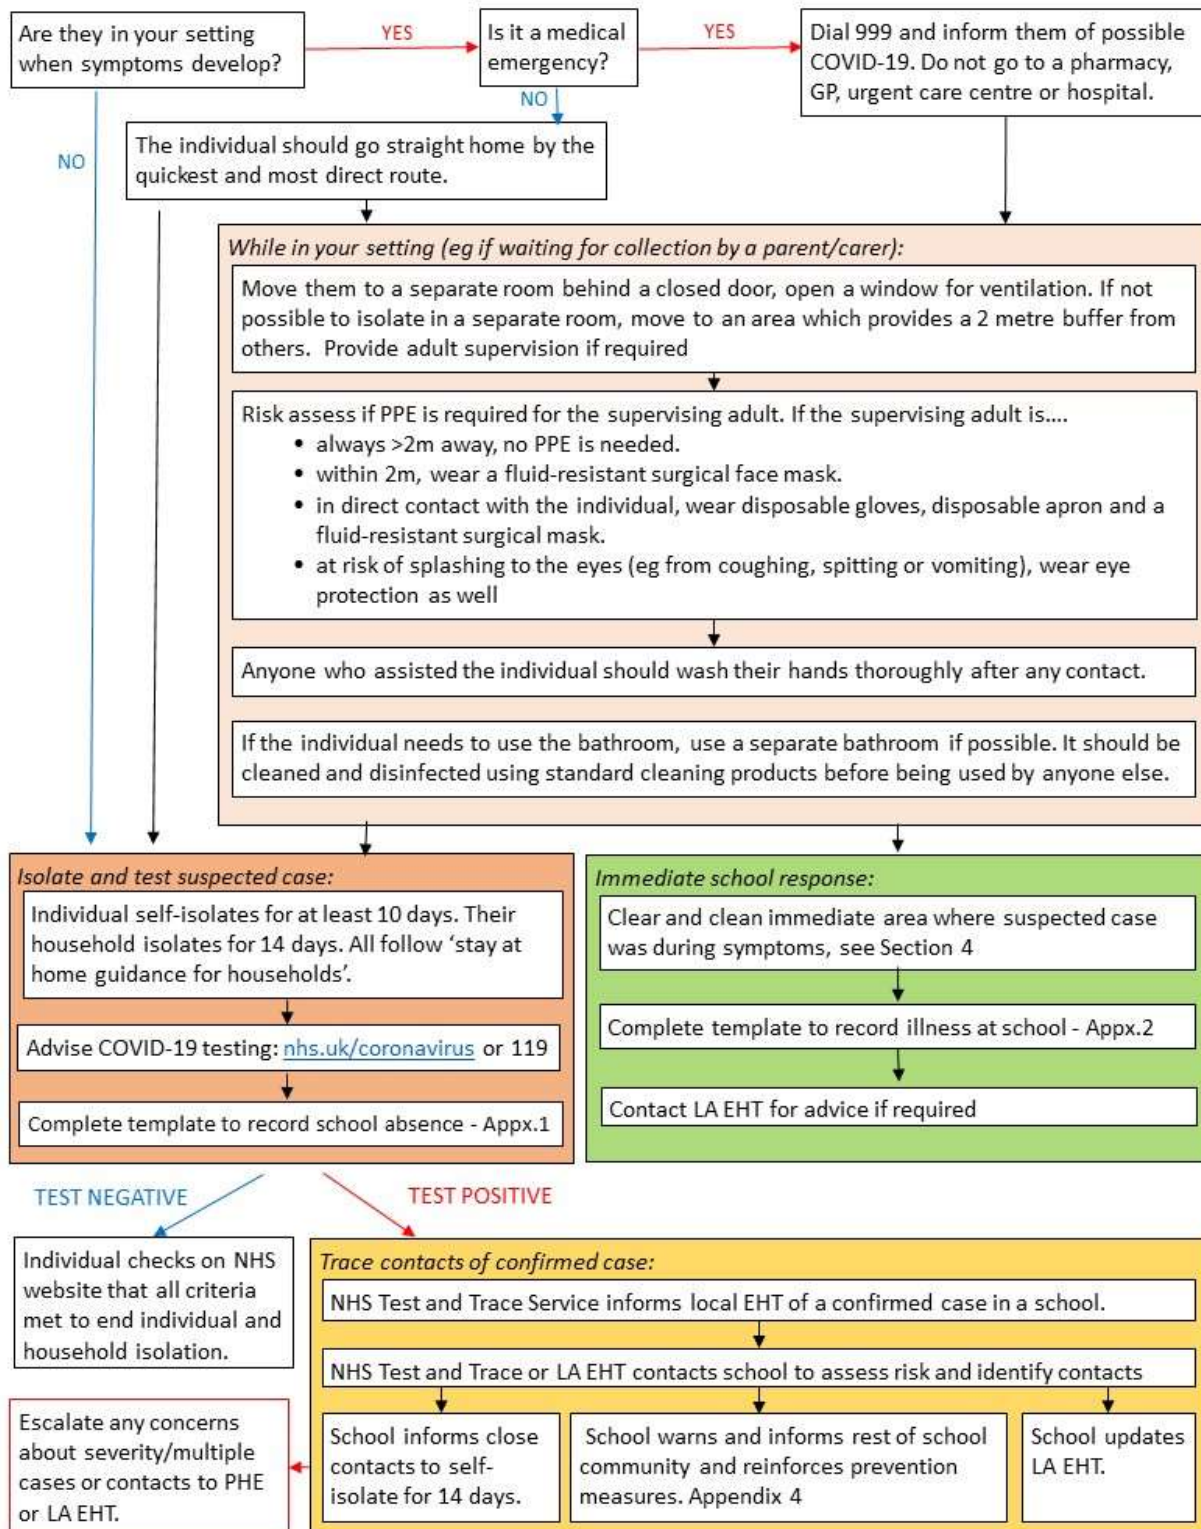 Are they in your setting
when symptoms develop?
YES
Is it a medical
emergency?
YES
Dial 999 and inform them of possible
COVID-19. Do not go to a pharmacy,
GP, urgent care centre or hospital.
NO
NO
The individual should go straight home by the
quickest and most direct route.
While in your setting (eg if waiting for collection by a parent/carer):
Move them to a separate room behind a closed door, open a window for ventilation. If not
possible to isolate in a separate room, move to an area which provides a 2 metre buffer from
others. Provide adult supervision if required
Risk assess if PPE is required for the supervising adult. If the supervising adult is....
• always >2m away, no PPE is needed.
• within 2m, wear a fluid-resistant surgical face mask.
• in direct contact with the individual, wear disposable gloves, disposable apron and a
fluid-resistant surgical mask.
• at risk of splashing to the eyes (eg from coughing, spitting or vomiting), wear eye
protection as well
Anyone who assisted the individual should wash their hands thoroughly after any contact.
If the individual needs to use the bathroom, use a separate bathroom if possible. It should be
cleaned and disinfected using standard cleaning products before being used by anyone else.
Isolate and test suspected case:
Individual self-isolates for at least 10 days. Their
household isolates for 14 days. All follow ‘stay at
home guidance for households’.
Advise COVID-19 testing: nhs.uk/coronavirus or 119
Complete template to record school absence - Appx.1
Immediate school response:
Clear and clean immediate area where suspected case
was during symptoms, see Section 4
Complete template to record illness at school - Appx.2
Contact LA EHT for advice if required
TEST NEGATIVE
TEST POSITIVE
Individual checks on NHS
website that all criteria
met to end individual and
household isolation.
Trace contacts of confirmed case:
NHS Test and Trace Service informs local EHT of a confirmed case in a school.
NHS Test and Trace or LA EHT contacts school to assess risk and identify contacts
School informs close
contacts to self-
isolate for 14 days.
School warns and informs rest of school
community and reinforces prevention
measures. Appendix 4
School updates
LA EHT.
Escalate any concerns
about severity/multiple
cases or contacts to PHE
or LA EHT.